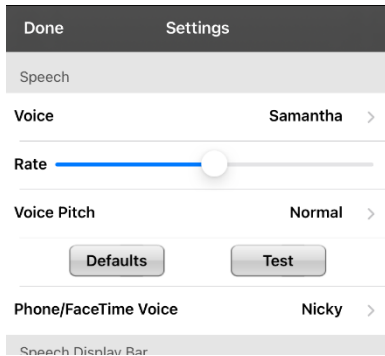 Done Settings
Speech
Voice Samantha
Rate
Voice Pitch Normal
Defaults Test
Phone/FaceTime Voice Nicky
Speech Display Bar